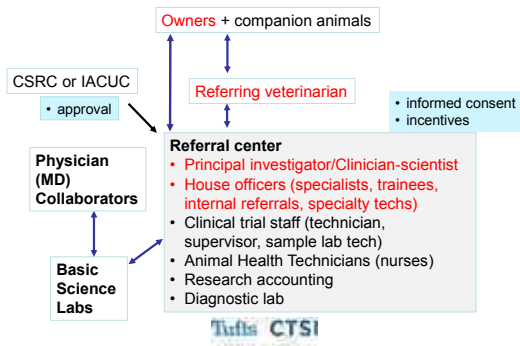 Owners + companion animals
CSRC or IACUC
• approval
Referring veterinarian
• informed consent
• incentives
Physician
(MD)
Collaborators
Basic
Science
Labs
Referral center
• Principal investigator/Clinician-scientist
• House officers (specialists, trainees,
internal referrals, specialty techs)
• Clinical trial staff (technician,
supervisor, sample lab tech)
• Animal Health Technicians (nurses)
• Research accounting
• Diagnostic lab
Tufts CTSI